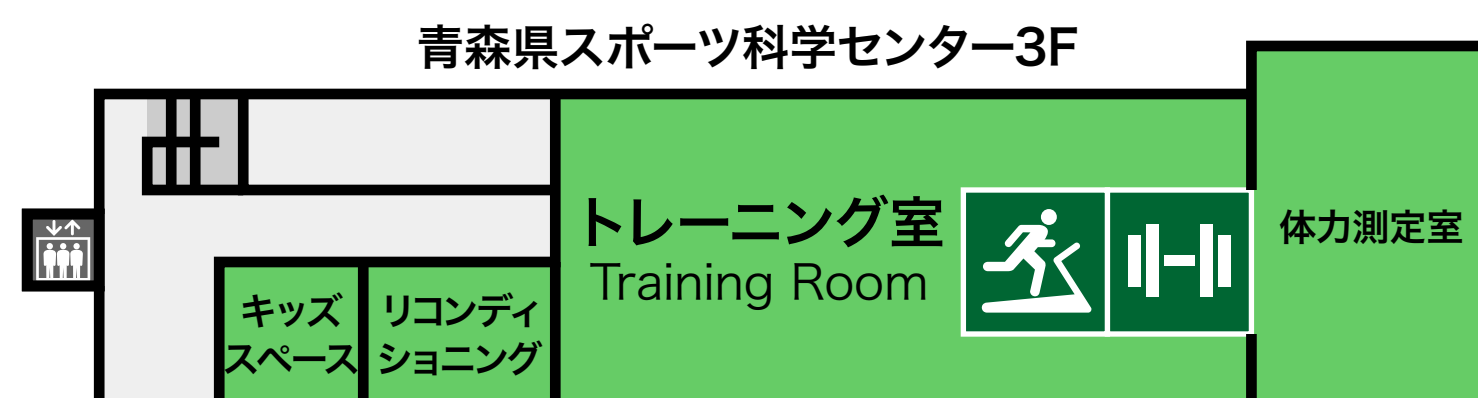 青森県スポーツ科学センター3F
トレーニング室
Training Room
体力測定室
キッズ
スペース
リコンディ
ショニング